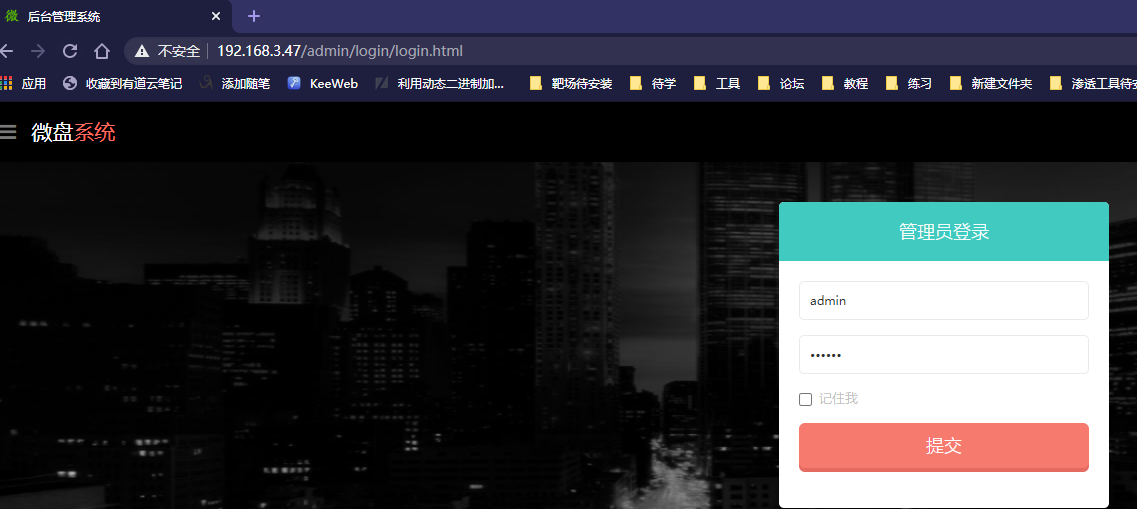 微 后台管理系统
不安全 192.168.3.47/admin/login/login.html
应用 收藏到有道云笔记 添加随笔 KeeWeb 利用动态二进制加... 靶场待安装 待学 工具 论坛 教程 练习 新建文件夹 渗透工具待安
微盘系统
管理员登录
admin
••••••
记住我
提交